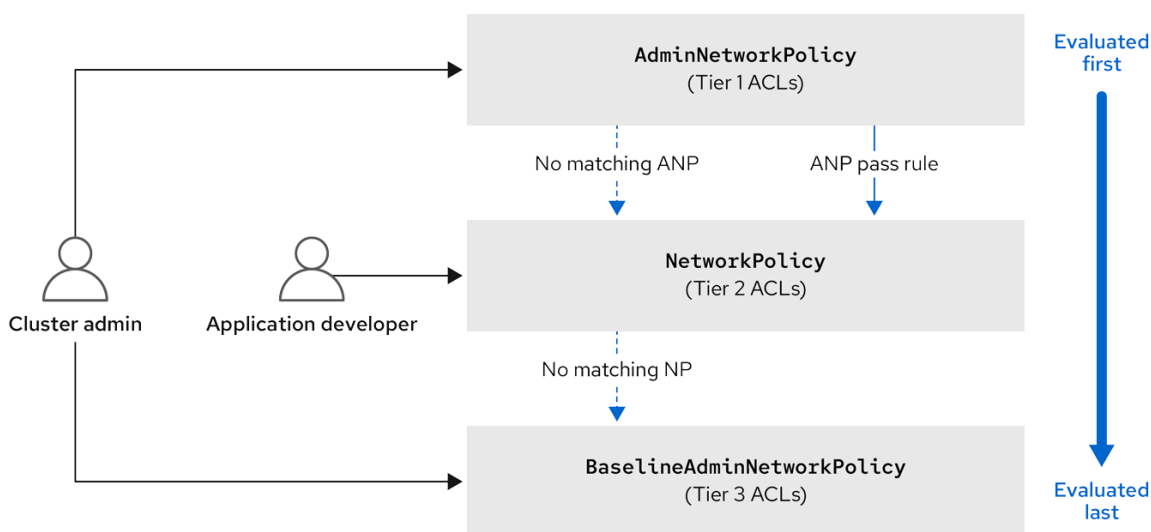 AdminNetworkPolicy
(Tier 1 ACLs)
Evaluated
first
No matching ANP
ANP pass rule
NetworkPolicy
(Tier 2 ACLs)
Cluster admin
Application developer
No matching NP
BaselineAdminNetworkPolicy
(Tier 3 ACLs)
Evaluated
last